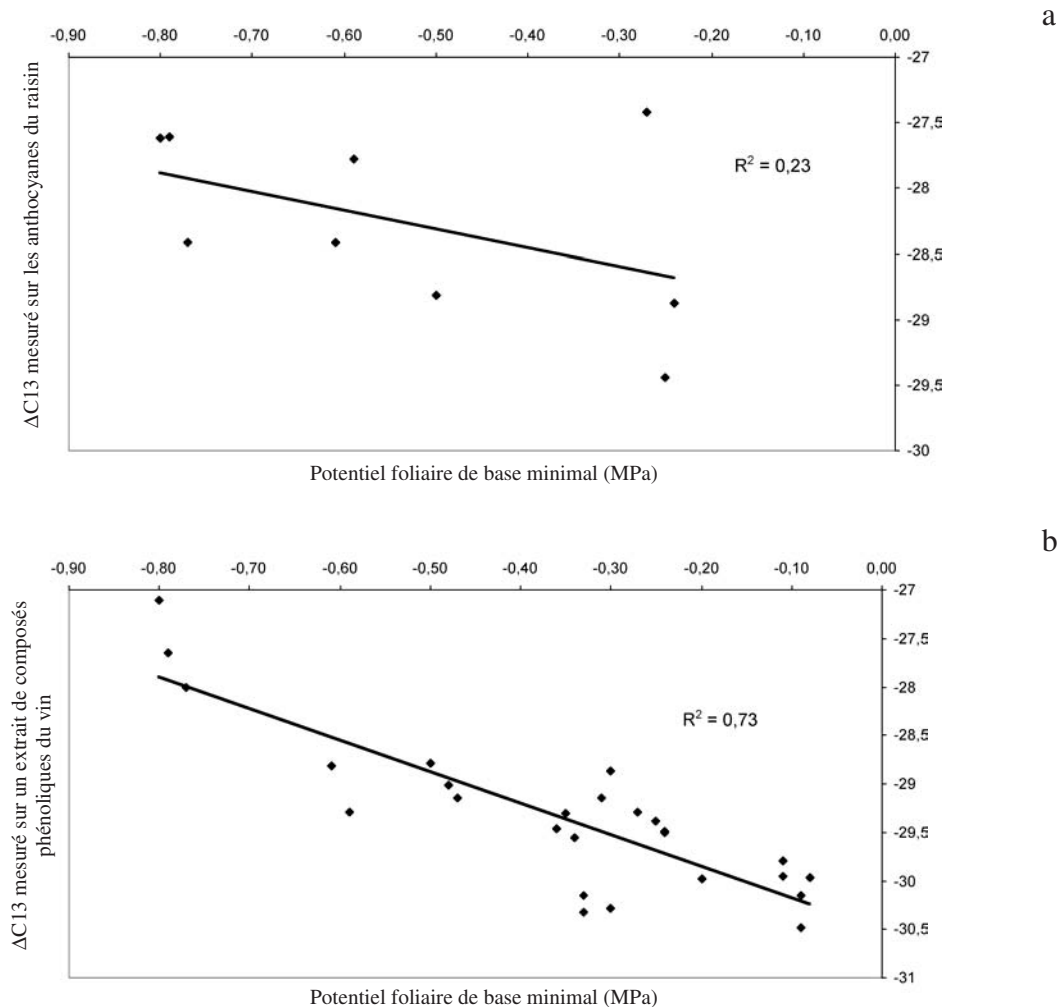 a
-0,90 -0,80 -0,70 -0,60 -0,50 -0,40 -0,30 -0,20 -0,10 0,00
-27
-27,5
-28
-28,5
-29
-29,5
-30
R² = 0,23
ΔC13 mesuré sur les anthocyanes du raisin
Potentiel foliaire de base minimal (MPa)
b
-0,90 -0,80 -0,70 -0,60 -0,50 -0,40 -0,30 -0,20 -0,10 0,00
-27
-27,5
-28
-28,5
-29
-29,5
-30
-30,5
-31
R² = 0,73
ΔC13 mesuré sur un extrait de composés
phénoliques du vin
Potentiel foliaire de base minimal (MPa)